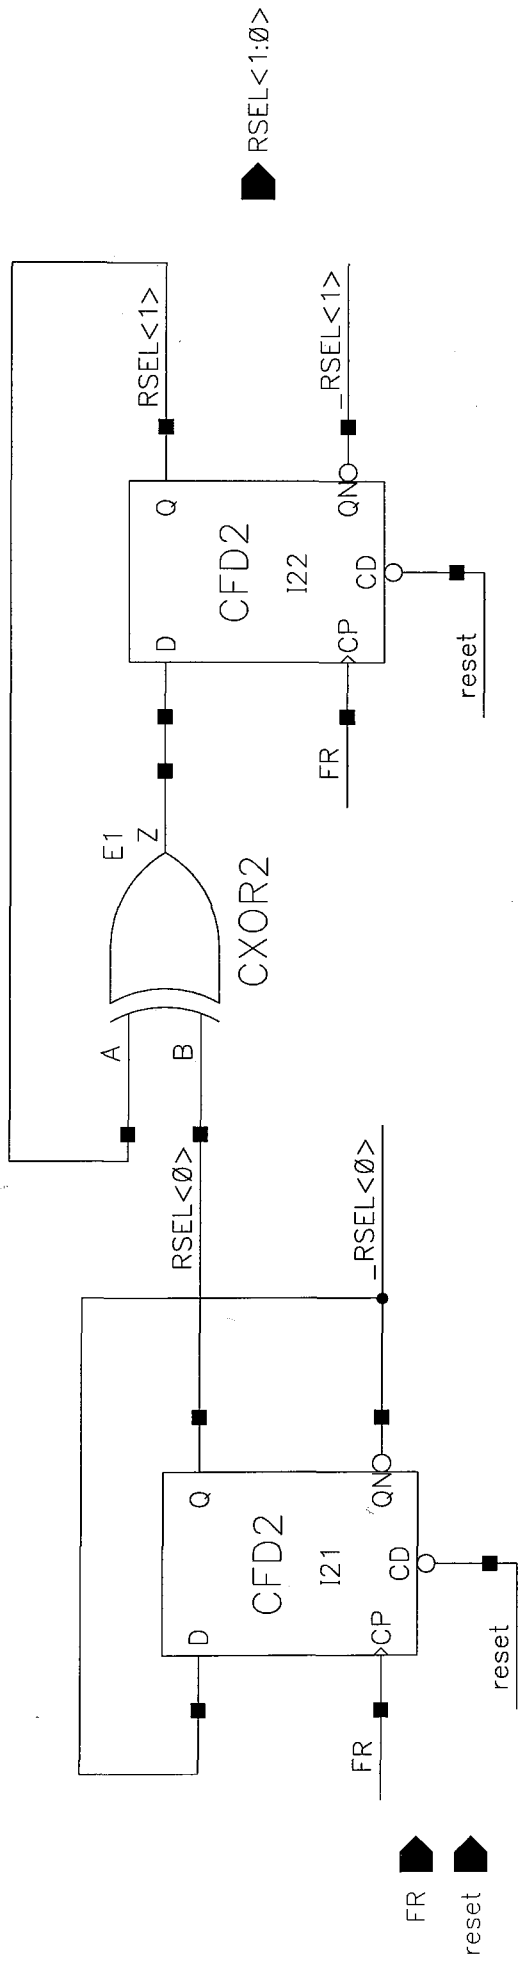 RSEL<1:0>
RSEL<1>
_RSEL<1>
Q
QN
CFD2
I22
CD
D
CP
reset
FR
E1
Z
CXOR2
A
B
RSEL<0>
_RSEL<0>
Q
QN
CFD2
I21
CD
D
CP
reset
FR
FR
reset